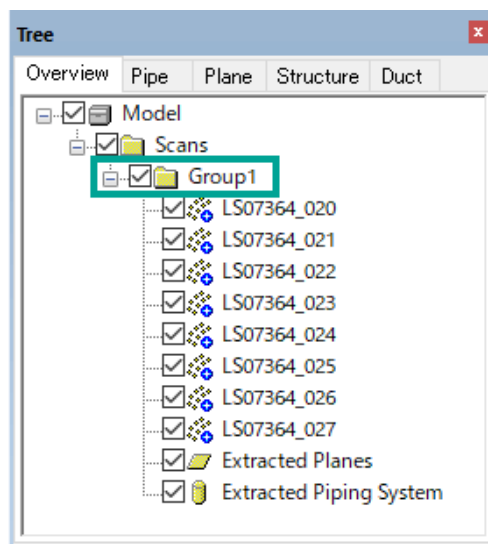 Tree
Overview Pipe Plane Structure Duct
Model
Scans
Group1
LS07364_020
LS07364_021
LS07364_022
LS07364_023
LS07364_024
LS07364_025
LS07364_026
LS07364_027
Extracted Planes
Extracted Piping System